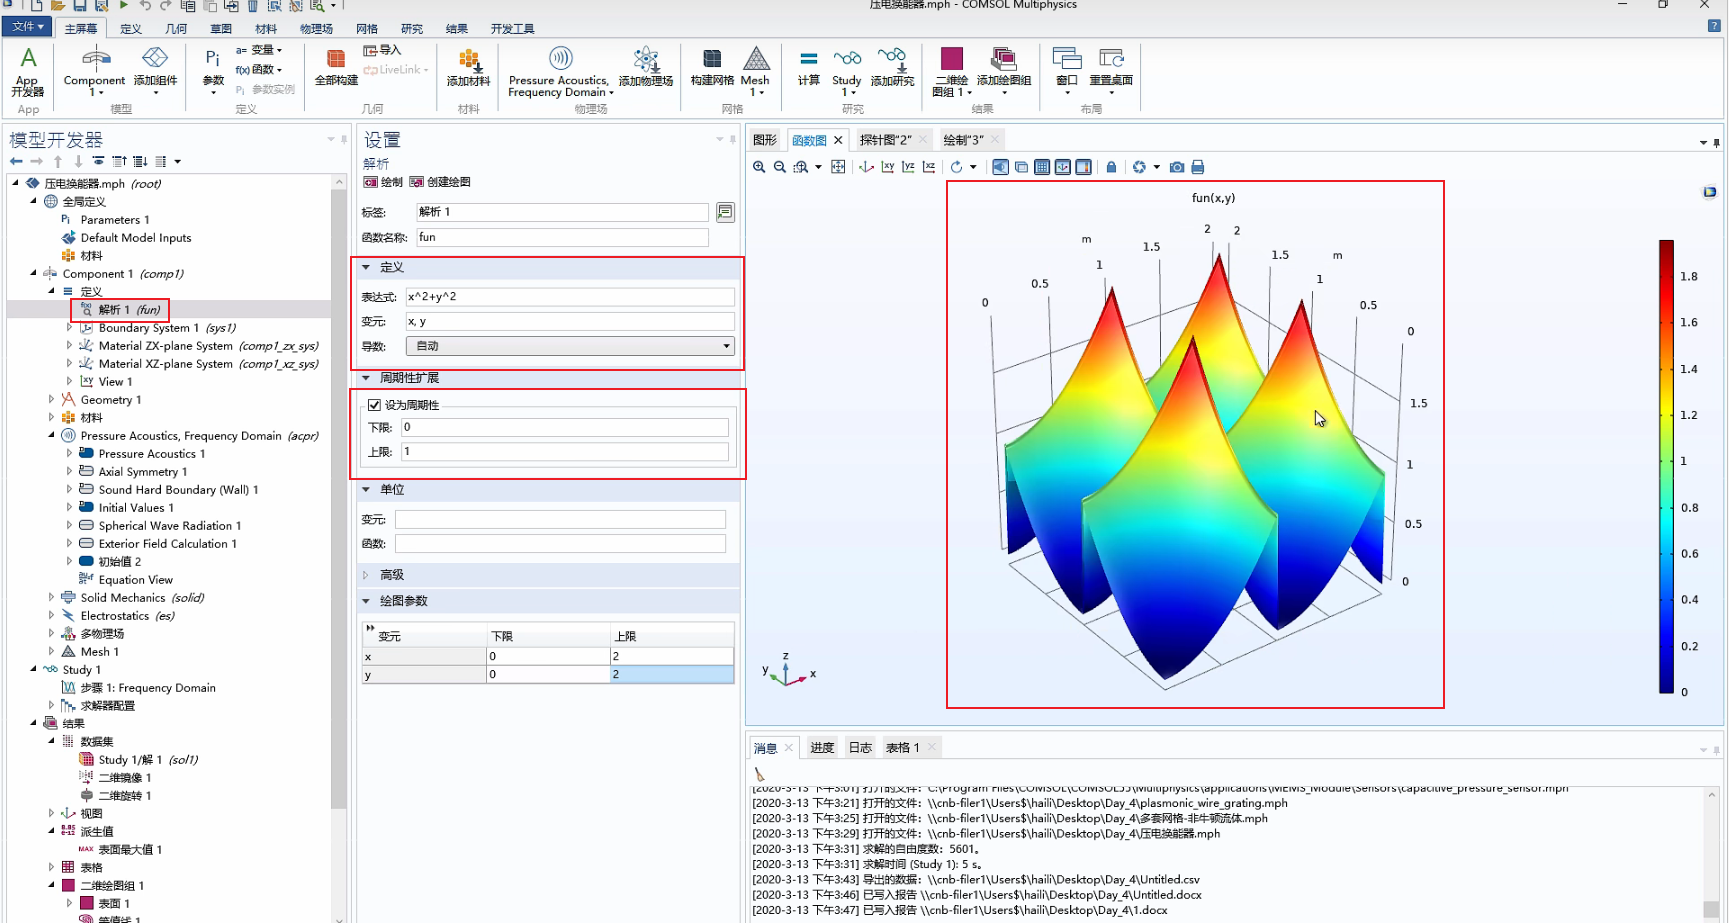 压电换能器.mph - COMSOL Multiphysics
文件 主屏幕 定义 几何 草图 材料 物理场 网格 研究 结果 开发工具
App 开发器
App
Component 1
添加组件
模型
Pi 参数
a= 变量
f(x) 函数
Pi 参数实例
定义
全部构建
导入
LiveLink
几何
添加材料
材料
Pressure Acoustics, Frequency Domain
添加物理场
物理场
构建网格
Mesh 1
网格
计算
Study 1
添加研究
研究
二维绘图组 1
添加绘图组
结果
窗口
重置桌面
布局
模型开发器
压电换能器.mph (root)
全局定义
Pi Parameters 1
Default Model Inputs
材料
Component 1 (comp1)
定义
解析 1 (fun)
Boundary System 1 (sys1)
Material ZX-plane System (comp1_zx_sys)
Material XZ-plane System (comp1_xz_sys)
View 1
Geometry 1
材料
Pressure Acoustics, Frequency Domain (acpr)
Pressure Acoustics 1
Axial Symmetry 1
Sound Hard Boundary (Wall) 1
Initial Values 1
Spherical Wave Radiation 1
Exterior Field Calculation 1
初始值 2
Equation View
Solid Mechanics (solid)
Electrostatics (es)
多物理场
Mesh 1
Study 1
步骤 1: Frequency Domain
求解器配置
结果
数据集
Study 1/解 1 (sol1)
二维镜像 1
二维旋转 1
视图
派生值
MAX 表面最大值 1
表格
二维绘图组 1
表面 1
等值线 1
设置
解析
绘制 创建绘图
标签: 解析 1
函数名称: fun
定义
表达式: x^2+y^2
变元: x, y
导数: 自动
周期性扩展
设为周期性
下限: 0
上限: 1
单位
变元:
函数:
高级
绘图参数
变元 下限 上限
x 0 2
y 0 2
图形 函数图 探针图“2” 绘制“3”
fun(x,y)
m
0 0.5 1 1.5 2
m
2 1.5 1 0.5 0
1.5
1
0.5
0
z
y
x
1.8
1.6
1.4
1.2
1
0.8
0.6
0.4
0.2
0
消息 进度 日志 表格 1
[2020-3-13 下午3:01] 打开的文件: C:\Program Files\COMSOL\COMSOL55\Multiphysics\applications\MEMS_Module\Sensors\capacitive_pressure_sensor.mph
[2020-3-13 下午3:21] 打开的文件: \\cnb-filer1\Users$\haili\Desktop\Day_4\plasmonic_wire_grating.mph
[2020-3-13 下午3:25] 打开的文件: \\cnb-filer1\Users$\haili\Desktop\Day_4\多套网格-非牛顿流体.mph
[2020-3-13 下午3:29] 打开的文件: \\cnb-filer1\Users$\haili\Desktop\Day_4\压电换能器.mph
[2020-3-13 下午3:31] 求解的自由度数: 5601。
[2020-3-13 下午3:31] 求解时间 (Study 1): 5 s。
[2020-3-13 下午3:43] 导出的数据: \\cnb-filer1\Users$\haili\Desktop\Day_4\Untitled.csv
[2020-3-13 下午3:46] 已写入报告 \\cnb-filer1\Users$\haili\Desktop\Day_4\Untitled.docx
[2020-3-13 下午3:47] 已写入报告 \\cnb-filer1\Users$\haili\Desktop\Day_4\1.docx